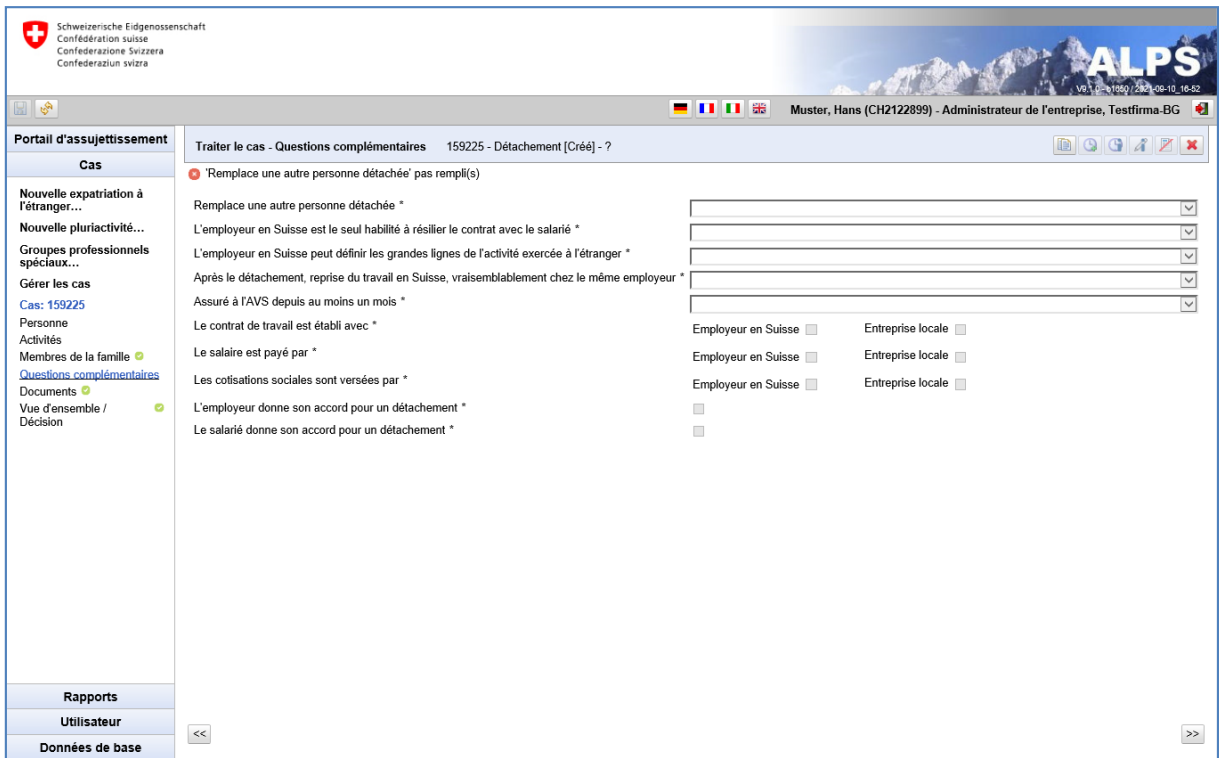 Schweizerische Eidgenossenschaft
Confédération suisse
Confederazione Svizzera
Confederaziun svizra
ALPS
V9.1.0 - b1650 / 2021-09-10_16-52
Muster, Hans (CH2122899) - Administrateur de l'entreprise, Testfirma-BG
Portail d'assujettissement
Cas
Nouvelle expatriation à
l'étranger...
Nouvelle pluriactivité...
Groupes professionnels
spéciaux...
Gérer les cas
Cas: 159225
Personne
Activités
Membres de la famille
Questions complémentaires
Documents
Vue d'ensemble /
Décision
Rapports
Utilisateur
Données de base
Traiter le cas - Questions complémentaires 159225 - Détachement [Créé] - ?
'Remplace une autre personne détachée' pas rempli(s)
Remplace une autre personne détachée *
L'employeur en Suisse est le seul habilité à résilier le contrat avec le salarié *
L'employeur en Suisse peut définir les grandes lignes de l'activité exercée à l'étranger *
Après le détachement, reprise du travail en Suisse, vraisemblablement chez le même employeur *
Assuré à l'AVS depuis au moins un mois *
Le contrat de travail est établi avec * Employeur en Suisse Entreprise locale
Le salaire est payé par * Employeur en Suisse Entreprise locale
Les cotisations sociales sont versées par * Employeur en Suisse Entreprise locale
L'employeur donne son accord pour un détachement *
Le salarié donne son accord pour un détachement *
<< >>